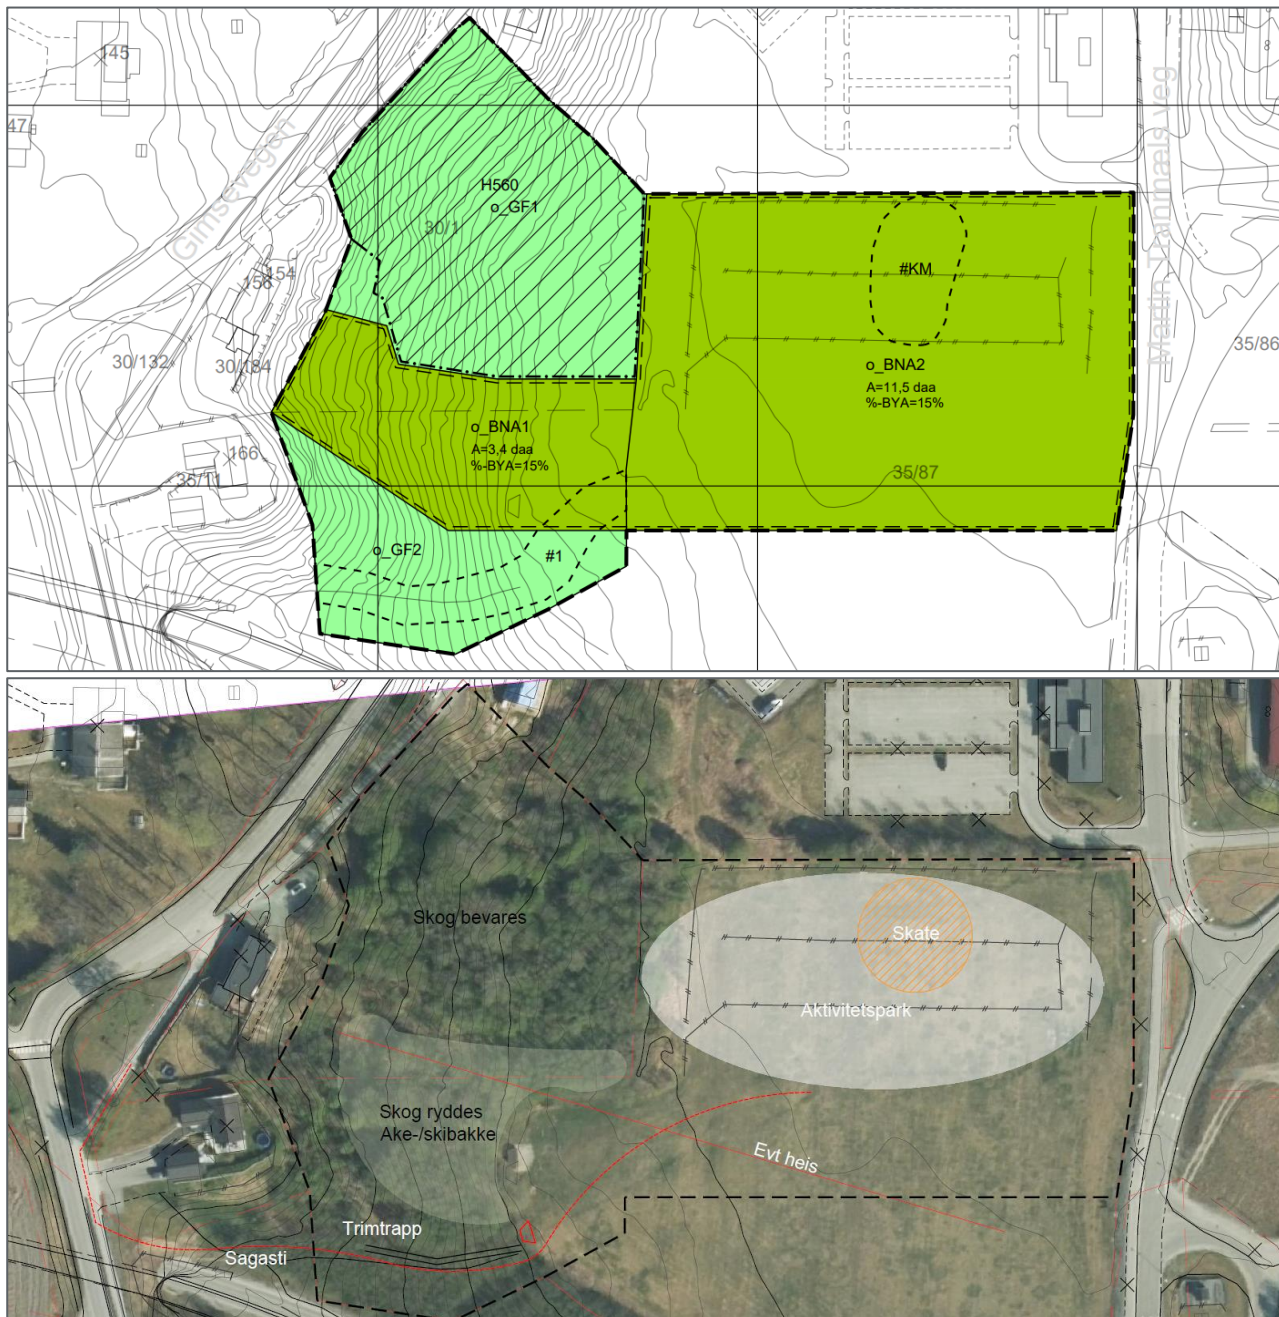 145
47
Gimsevegen
H560
o_GF1
30/1
154
158
#KM
Martin Tranmæls veg
30/132
30/184
35/86
o_BNA2
A=11,5 daa
%-BYA=15%
o_BNA1
A=3,4 daa
%-BYA=15%
166
35/11
35/87
o_GF2
#1
Skog bevares
Skate
Aktivitetspark
Skog ryddes
Ake-/skibakke
Evt heis
Trimtrapp
Sagasti